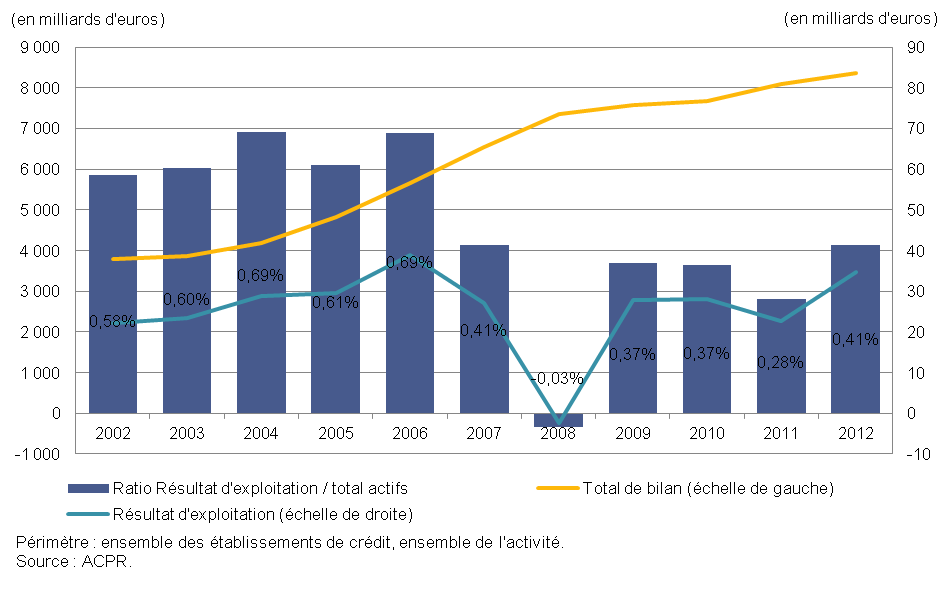 (en milliards d'euros) (en milliards d'euros)
9 000 90
8 000 80
7 000 70
6 000 60
5 000 50
4 000 40
3 000 30
2 000 20
1 000 10
0 0
-1 000 -10
0,58% 0,60% 0,69% 0,61% 0,69% 0,41% -0,03% 0,37% 0,37% 0,28% 0,41%
2002 2003 2004 2005 2006 2007 2008 2009 2010 2011 2012
Ratio Résultat d'exploitation / total actifs Total de bilan (échelle de gauche)
Résultat d'exploitation (échelle de droite)
Périmètre : ensemble des établissements de crédit, ensemble de l'activité.
Source : ACPR.